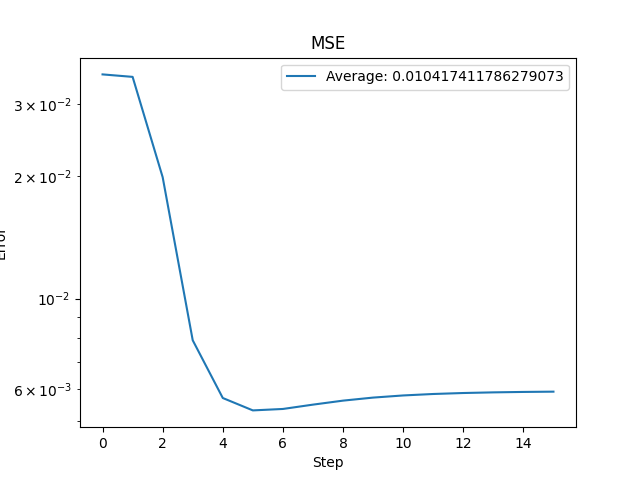 MSE
Average: 0.010417411786279073
3 × 10⁻²
2 × 10⁻²
10⁻²
6 × 10⁻³
Error
0 2 4 6 8 10 12 14
Step